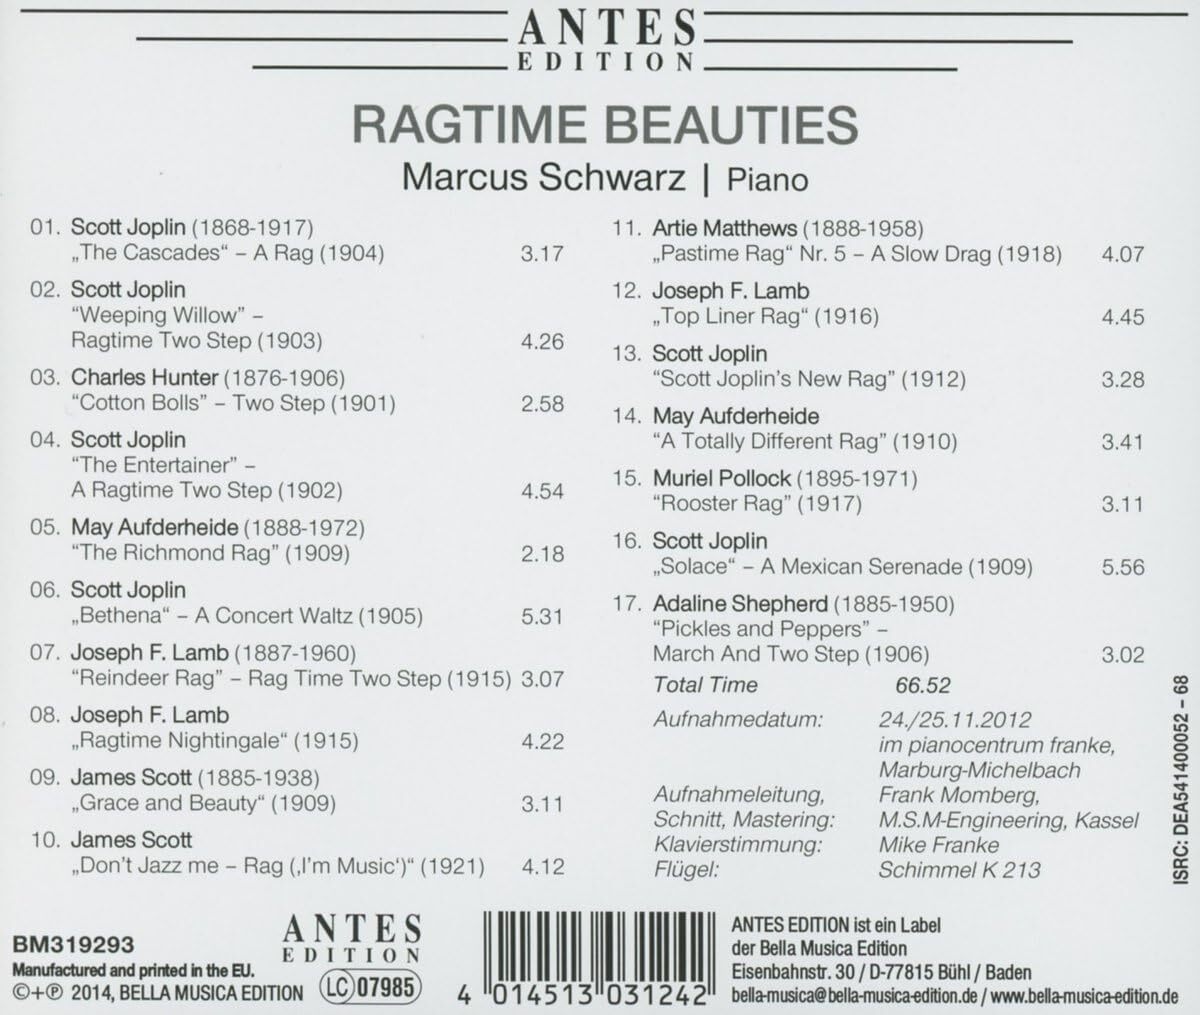 ANTES
EDITION
RAGTIME BEAUTIES
Marcus Schwarz | Piano
01. Scott Joplin (1868-1917)
„The Cascades“ – A Rag (1904) 3.17
02. Scott Joplin
“Weeping Willow” –
Ragtime Two Step (1903) 4.26
03. Charles Hunter (1876-1906)
“Cotton Bolls” – Two Step (1901) 2.58
04. Scott Joplin
“The Entertainer” –
A Ragtime Two Step (1902) 4.54
05. May Aufderheide (1888-1972)
“The Richmond Rag” (1909) 2.18
06. Scott Joplin
„Bethena“ – A Concert Waltz (1905) 5.31
07. Joseph F. Lamb (1887-1960)
“Reindeer Rag” – Rag Time Two Step (1915) 3.07
08. Joseph F. Lamb
„Ragtime Nightingale“ (1915) 4.22
09. James Scott (1885-1938)
„Grace and Beauty“ (1909) 3.11
10. James Scott
„Don't Jazz me – Rag (‚I'm Music‘)“ (1921) 4.12
11. Artie Matthews (1888-1958)
„Pastime Rag“ Nr. 5 – A Slow Drag (1918) 4.07
12. Joseph F. Lamb
„Top Liner Rag“ (1916) 4.45
13. Scott Joplin
“Scott Joplin's New Rag” (1912) 3.28
14. May Aufderheide
“A Totally Different Rag” (1910) 3.41
15. Muriel Pollock (1895-1971)
“Rooster Rag” (1917) 3.11
16. Scott Joplin
„Solace“ – A Mexican Serenade (1909) 5.56
17. Adaline Shepherd (1885-1950)
“Pickles and Peppers” –
March And Two Step (1906) 3.02
Total Time 66.52
Aufnahmedatum: 24./25.11.2012
im pianocentrum franke,
Marburg-Michelbach
Aufnahmeleitung, Frank Momberg,
Schnitt, Mastering: M.S.M-Engineering, Kassel
Klavierstimmung: Mike Franke
Flügel: Schimmel K 213
ISRC: DEA541400052 – 68
BM319293
Manufactured and printed in the EU.
©+℗ 2014, BELLA MUSICA EDITION
ANTES
EDITION
LC 07985
4 014513 031242
ANTES EDITION ist ein Label
der Bella Musica Edition
Eisenbahnstr. 30 / D-77815 Bühl / Baden
bella-musica@bella-musica-edition.de / www.bella-musica-edition.de